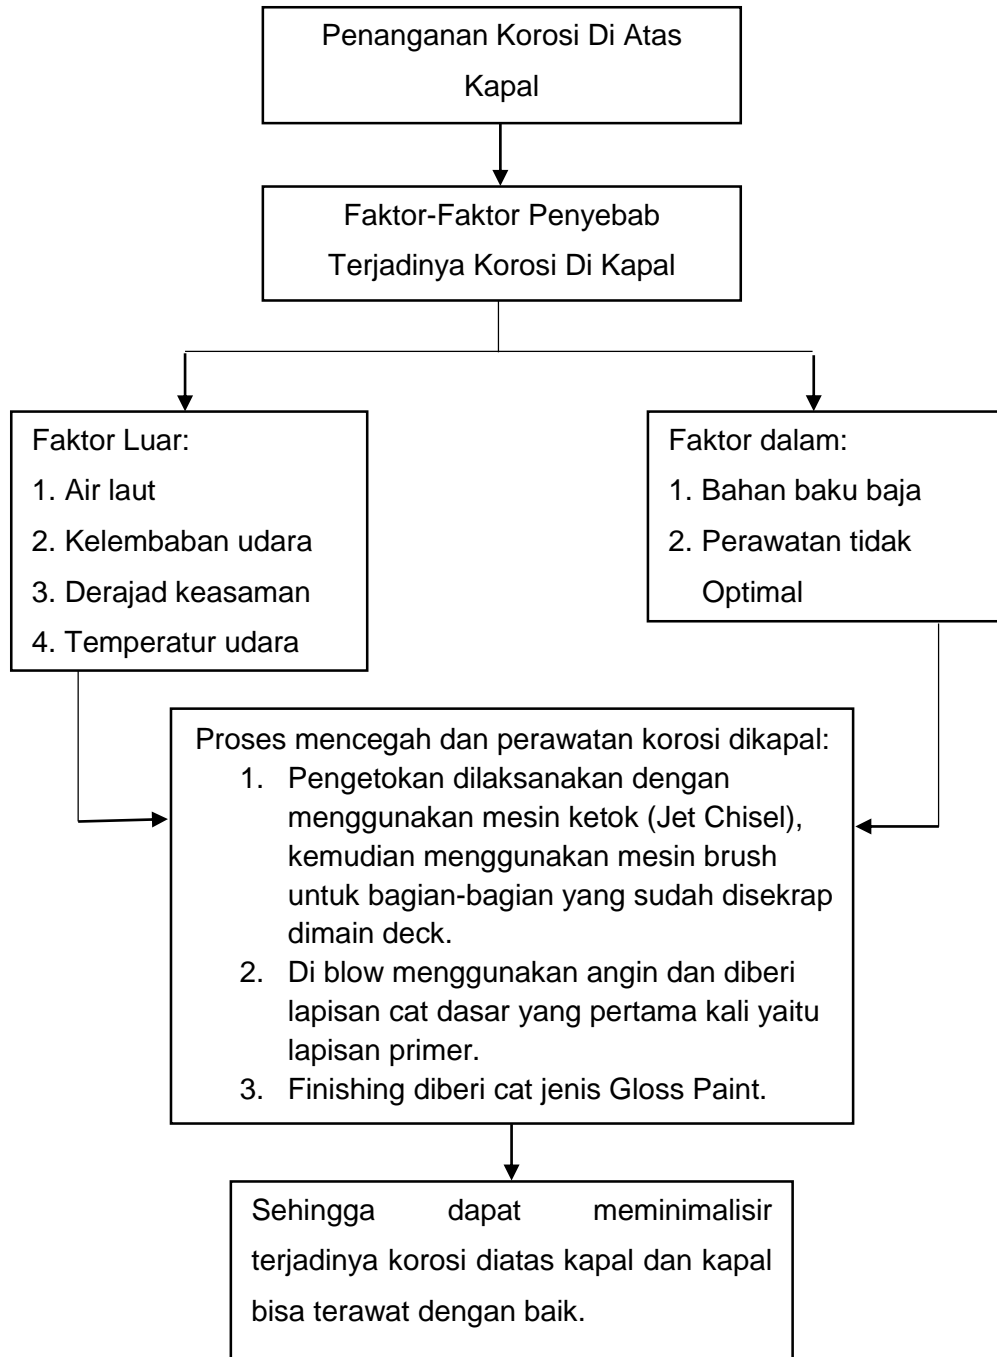 Penanganan Korosi Di Atas
Kapal
Faktor-Faktor Penyebab
Terjadinya Korosi Di Kapal
Faktor Luar:
1. Air laut
2. Kelembaban udara
3. Derajad keasaman
4. Temperatur udara
Faktor dalam:
1. Bahan baku baja
2. Perawatan tidak
Optimal
Proses mencegah dan perawatan korosi dikapal:
1. Pengetokan dilaksanakan dengan
menggunakan mesin ketok (Jet Chisel),
kemudian menggunakan mesin brush
untuk bagian-bagian yang sudah disekrap
dimain deck.
2. Di blow menggunakan angin dan diberi
lapisan cat dasar yang pertama kali yaitu
lapisan primer.
3. Finishing diberi cat jenis Gloss Paint.
Sehingga dapat meminimalisir
terjadinya korosi diatas kapal dan kapal
bisa terawat dengan baik.